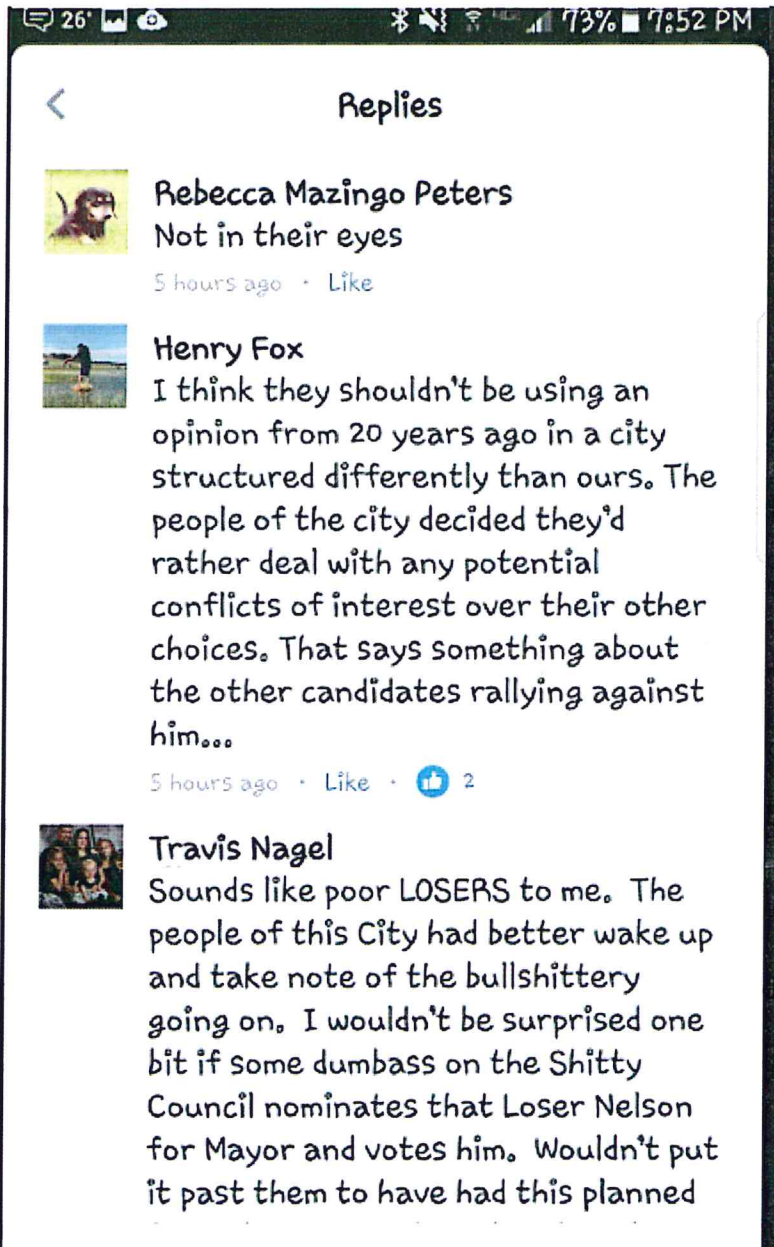 26° 73% 7:52 PM
Replies
Rebecca Mazingo Peters
Not in their eyes
5 hours ago · Like
Henry Fox
I think they shouldn't be using an
opinion from 20 years ago in a city
structured differently than ours. The
people of the city decided they'd
rather deal with any potential
conflicts of interest over their other
choices. That says something about
the other candidates rallying against
him...
5 hours ago · Like · 2
Travis Nagel
Sounds like poor LOSERS to me. The
people of this City had better wake up
and take note of the bullshittery
going on. I wouldn't be surprised one
bit if some dumbass on the Shitty
Council nominates that Loser Nelson
for Mayor and votes him. Wouldn't put
it past them to have had this planned